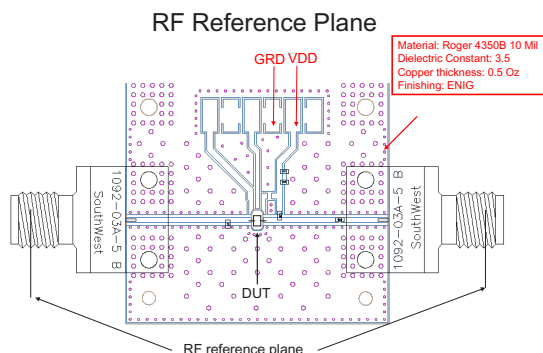 RF Reference Plane
Material: Roger 4350B 10 Mil
Dielectric Constant: 3.5
Copper thickness: 0.5 Oz
Finishing: ENIG
GRD VDD
1092-03A-5 B
SouthWest
1092-03A-5 B
SouthWest
DUT
RF reference plane